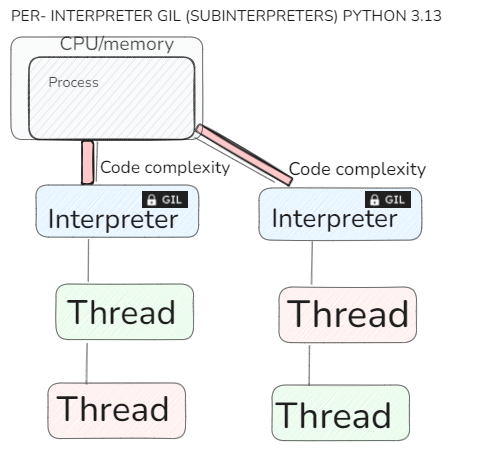 PER- INTERPRETER GIL (SUBINTERPRETERS) PYTHON 3.13
CPU/memory
Process
Code complexity
Code complexity
GIL
GIL
Interpreter
Interpreter
Thread
Thread
Thread
Thread